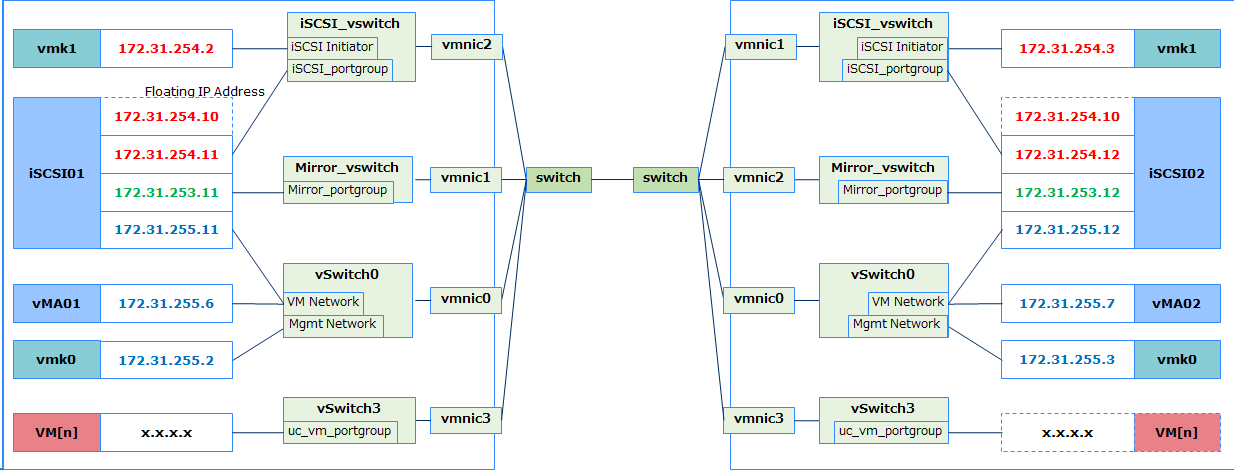 vmk1
172.31.254.2
iSCSI_vswitch
iSCSI Initiator
iSCSI_portgroup
vmnic2
Floating IP Address
iSCSI01
172.31.254.10
172.31.254.11
172.31.253.11
172.31.255.11
Mirror_vswitch
Mirror_portgroup
vmnic1
switch
vMA01
172.31.255.6
vSwitch0
VM Network
Mgmt Network
vmnic0
vmk0
172.31.255.2
VM[n]
x.x.x.x
vSwitch3
uc_vm_portgroup
vmnic3
switch
vmnic1
iSCSI_vswitch
iSCSI Initiator
iSCSI_portgroup
172.31.254.3
vmk1
172.31.254.10
172.31.254.12
172.31.253.12
172.31.255.12
iSCSI02
vmnic2
Mirror_vswitch
Mirror_portgroup
vmnic0
vSwitch0
VM Network
Mgmt Network
172.31.255.7
vMA02
172.31.255.3
vmk0
vmnic3
vSwitch3
uc_vm_portgroup
x.x.x.x
VM[n]